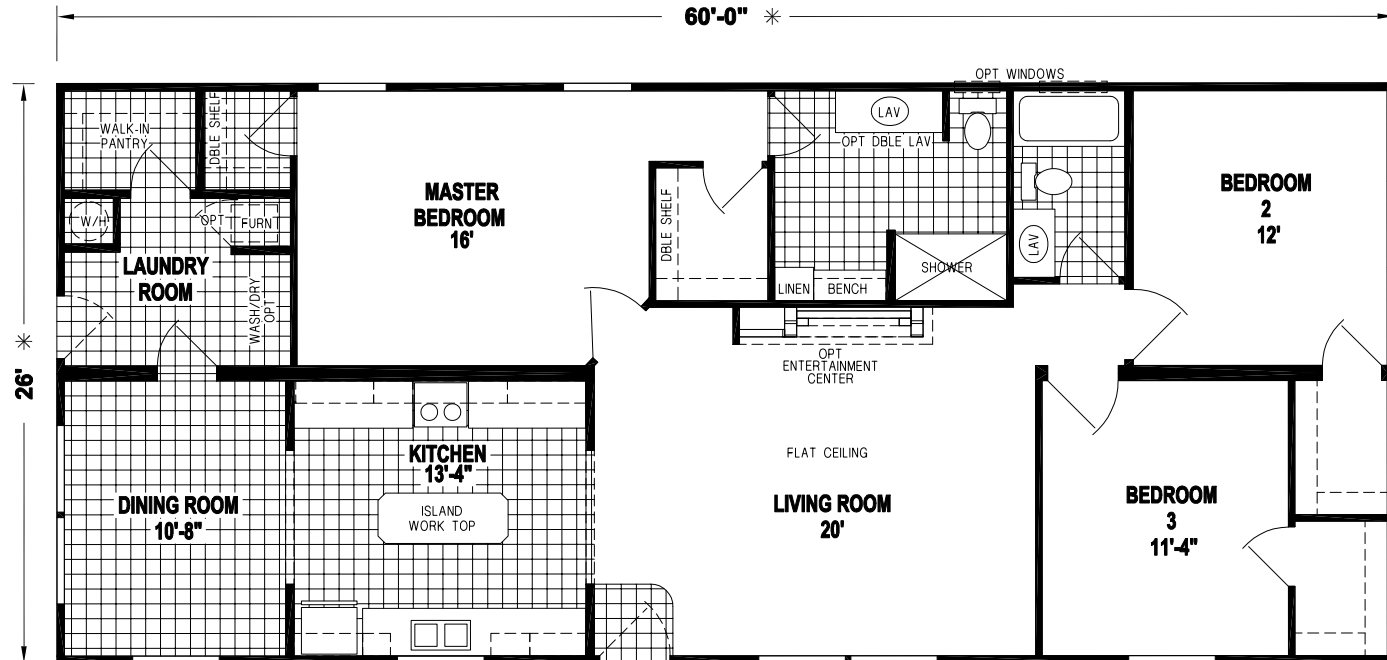 60'-0" ✳
OPT WINDOWS
WALK-IN
PANTRY
DBLE SHELF
LAV
OPT DBLE LAV
MASTER
BEDROOM
16'
BEDROOM
2
12'
W/H
OPT
FURN
DBLE SHELF
LAV
LAUNDRY
ROOM
WASH/DRY
OPT
SHOWER
LINEN
BENCH
26' ✳
OPT
ENTERTAINMENT
CENTER
KITCHEN
13'-4"
FLAT CEILING
DINING ROOM
10'-8"
ISLAND
WORK TOP
LIVING ROOM
20'
BEDROOM
3
11'-4"